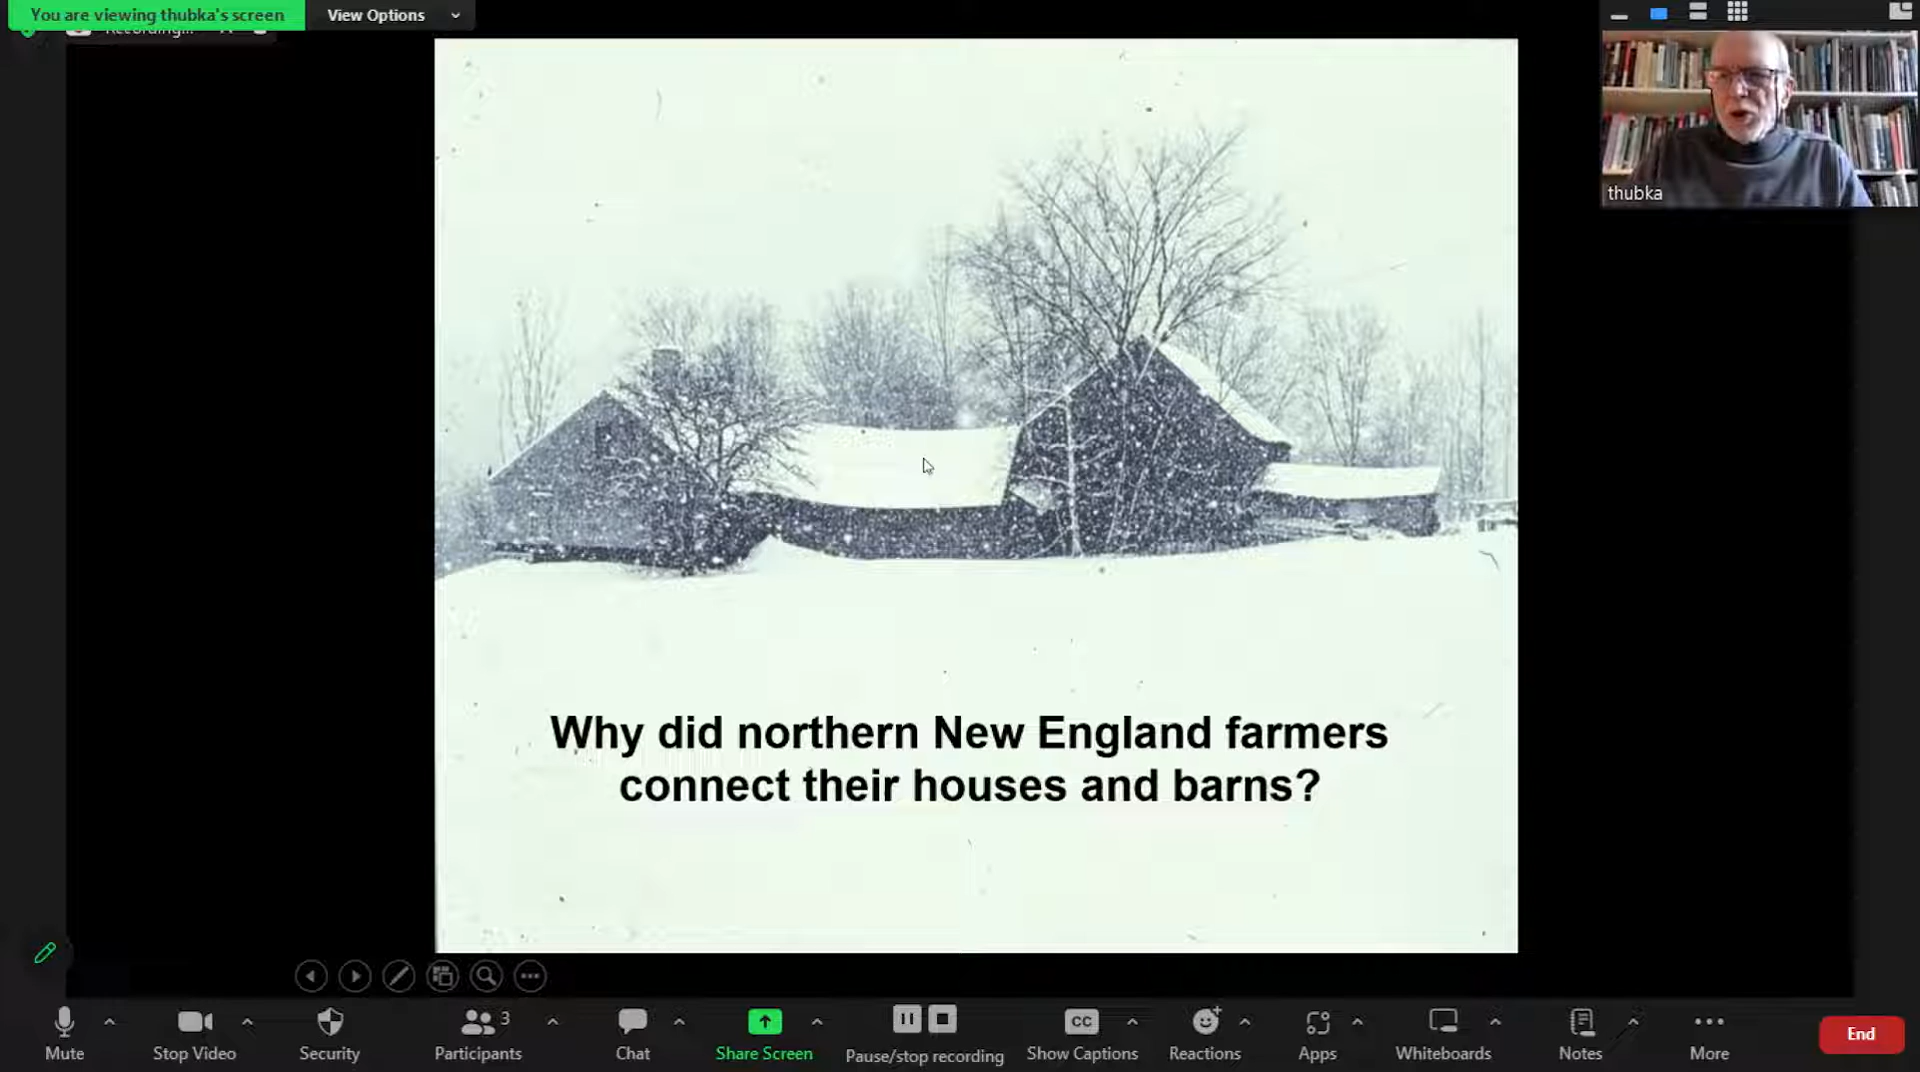 You are viewing thubka's screen
View Options
Recording...
thubka
Why did northern New England farmers
connect their houses and barns?
Mute
Stop Video
Security
3
Participants
Chat
Share Screen
Pause/stop recording
CC
Show Captions
Reactions
Apps
Whiteboards
Notes
More
End